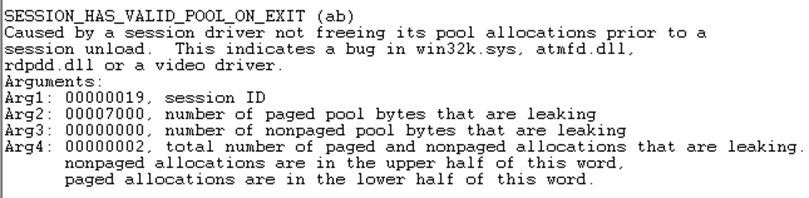 SESSION_HAS_VALID_POOL_ON_EXIT (ab)
Caused by a session driver not freeing its pool allocations prior to a
session unload.  This indicates a bug in win32k.sys, atmfd.dll,
rdpdd.dll or a video driver.
Arguments:
Arg1: 00000019, session ID
Arg2: 00007000, number of paged pool bytes that are leaking
Arg3: 00000000, number of nonpaged pool bytes that are leaking
Arg4: 00000002, total number of paged and nonpaged allocations that are leaking.
nonpaged allocations are in the upper half of this word,
paged allocations are in the lower half of this word.